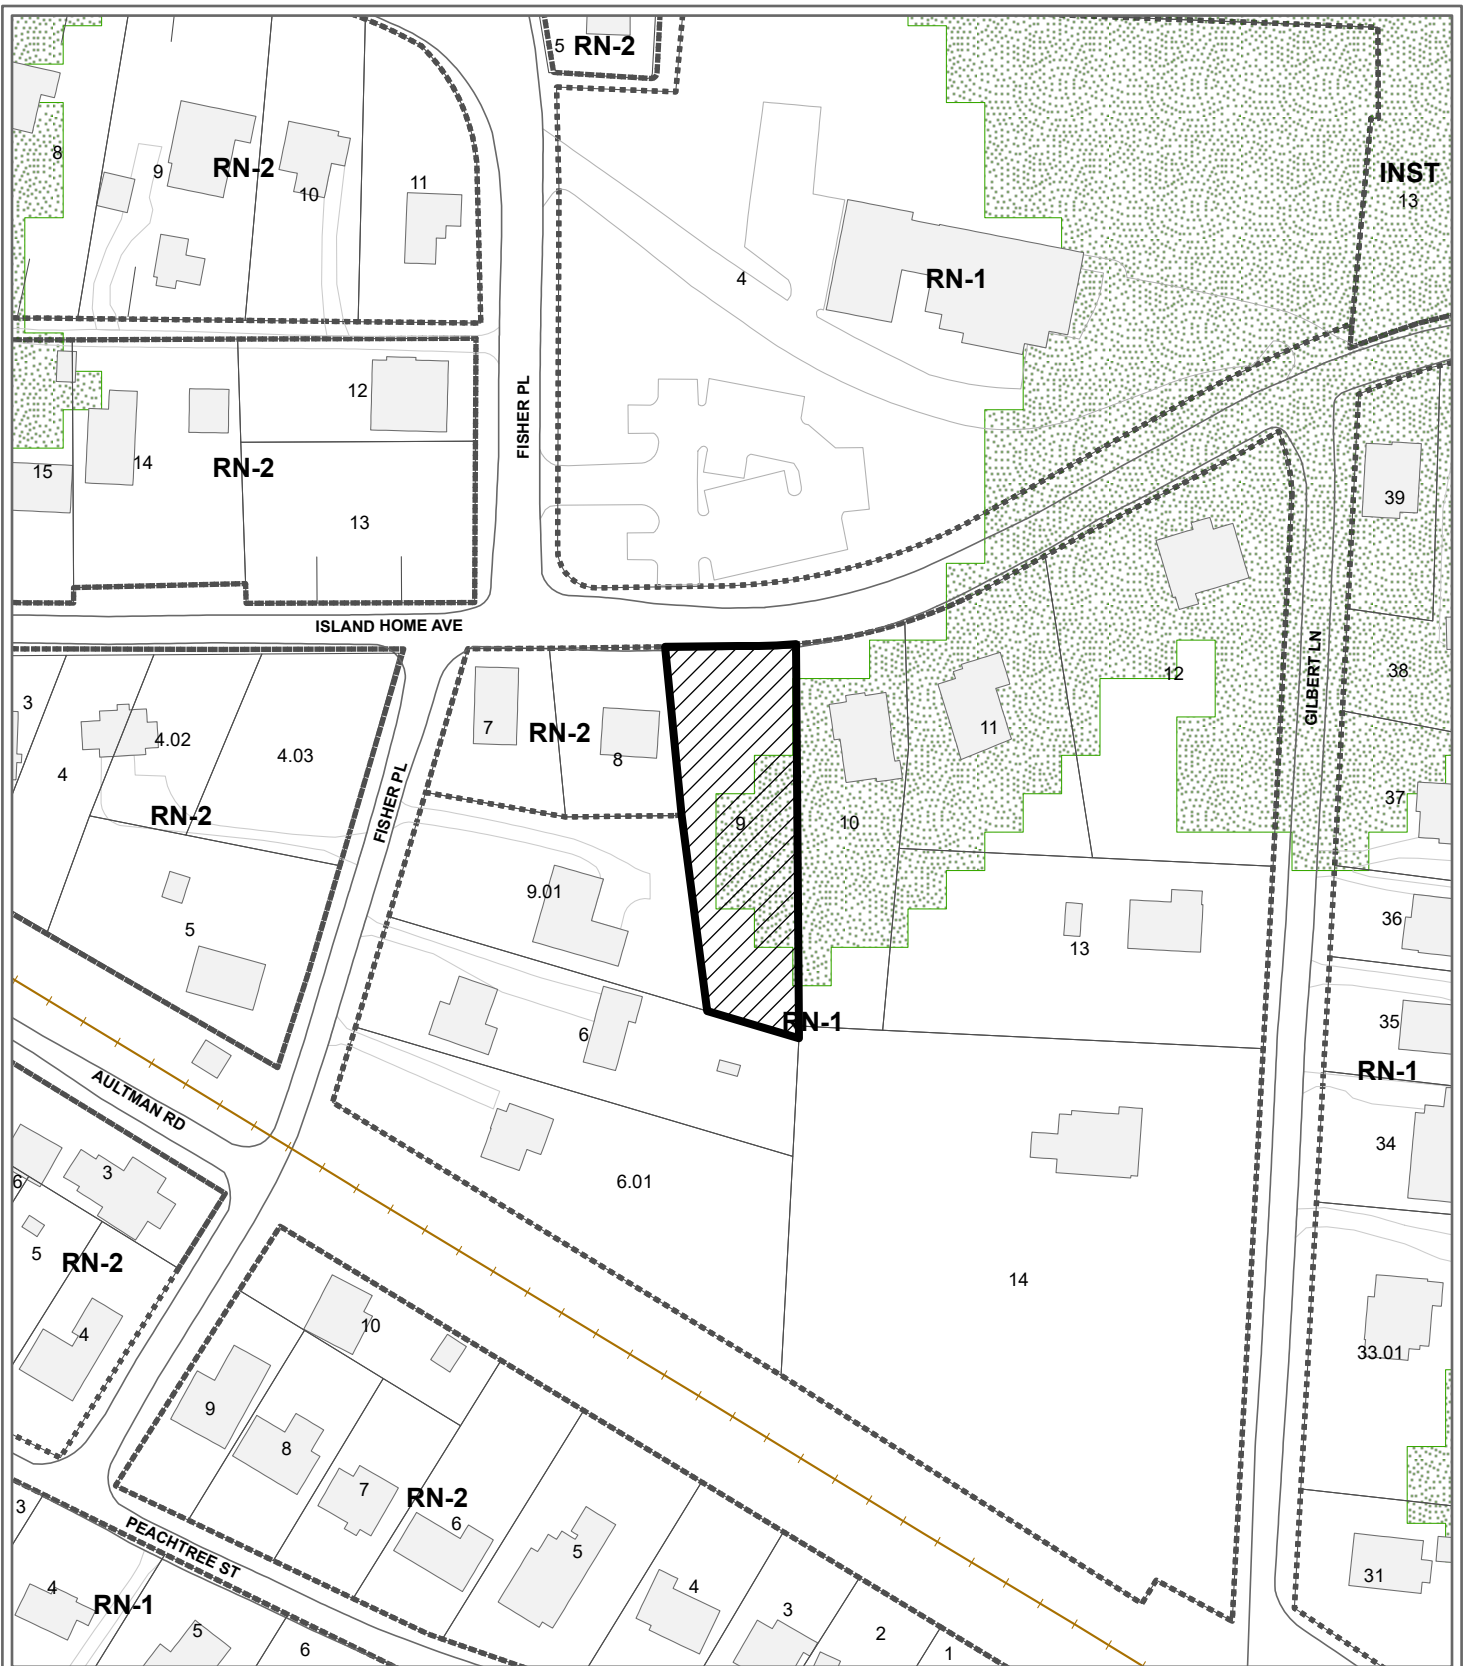 5 RN-2
8
9
RN-2
10
11
INST
13
4
RN-1
12
FISHER PL
15
14
RN-2
13
39
ISLAND HOME AVE
3
4
4.02
4.03
RN-2
FISHER PL
7
RN-2
8
9
10
11
12
GILBERT LN
38
37
36
9.01
5
13
6
RN-1
35
RN-1
34
AULTMAN RD
3
6
5
RN-2
4
6.01
14
33.01
10
9
8
7
RN-2
6
5
4
3
2
1
31
3
PEACHTREE ST
4
RN-1
5
6